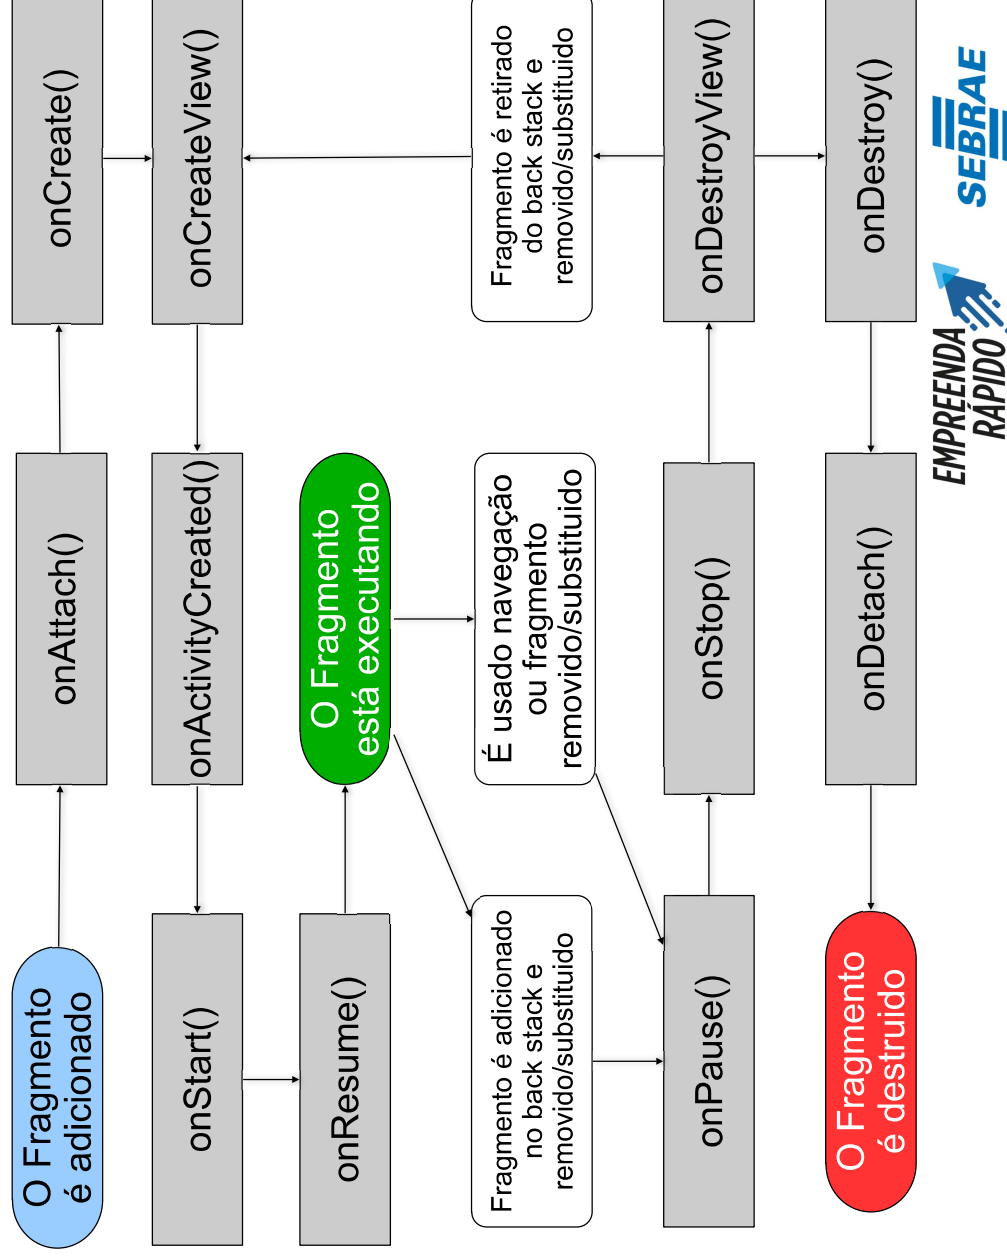 O Fragmento
é adicionado
onAttach()
onCreate()
onStart()
onActivityCreated()
onCreateView()
onResume()
O Fragmento
está executando
Fragmento é adicionado
no back stack e
removido/substituido
É usado navegação
ou fragmento
removido/substituido
Fragmento é retirado
do back stack e
removido/substituido
onPause()
onStop()
onDestroyView()
O Fragmento
é destruido
onDetach()
onDestroy()
EMPREENDA
RÁPIDO
SEBRAE